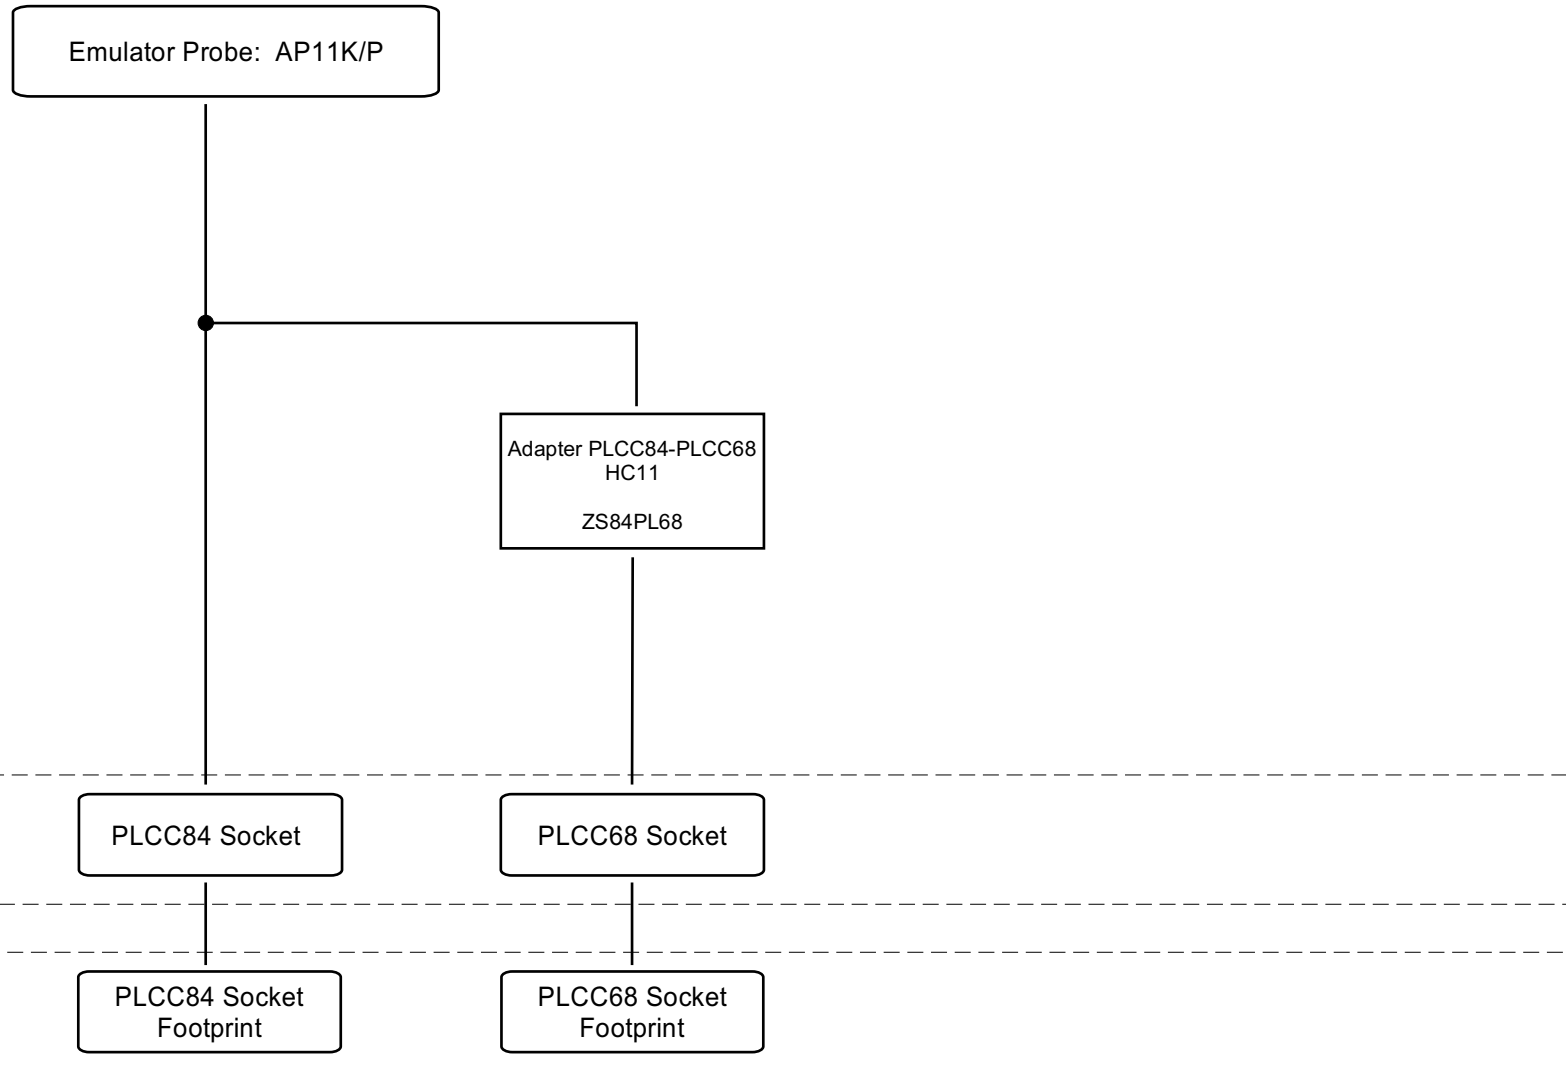 Emulator Probe:  AP11K/P
Adapter PLCC84-PLCC68
HC11
ZS84PL68
PLCC84 Socket
PLCC68 Socket
PLCC84 Socket
Footprint
PLCC68 Socket
Footprint